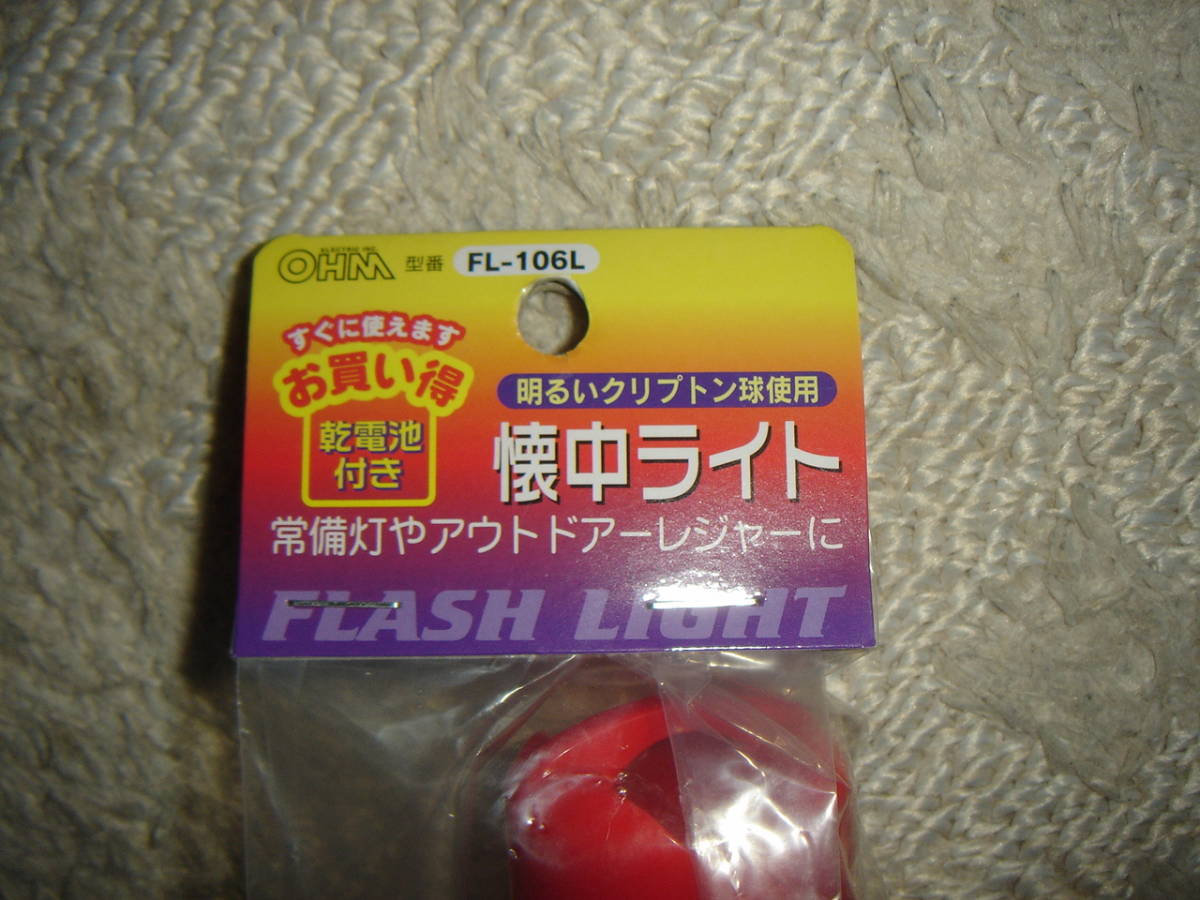 ELECTRIC INC.
OHM 型番 FL-106L
すぐに使えます
お買い得
乾電池
付き
明るいクリプトン球使用
懐中ライト
常備灯やアウトドアーレジャーに
FLASH LIGHT